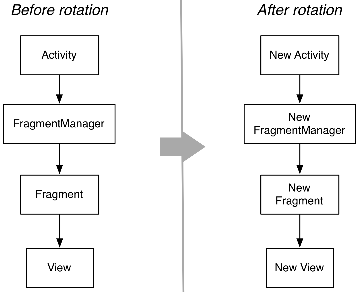 Before rotation
Activity
FragmentManager
Fragment
View
After rotation
New Activity
New
FragmentManager
New
Fragment
New View